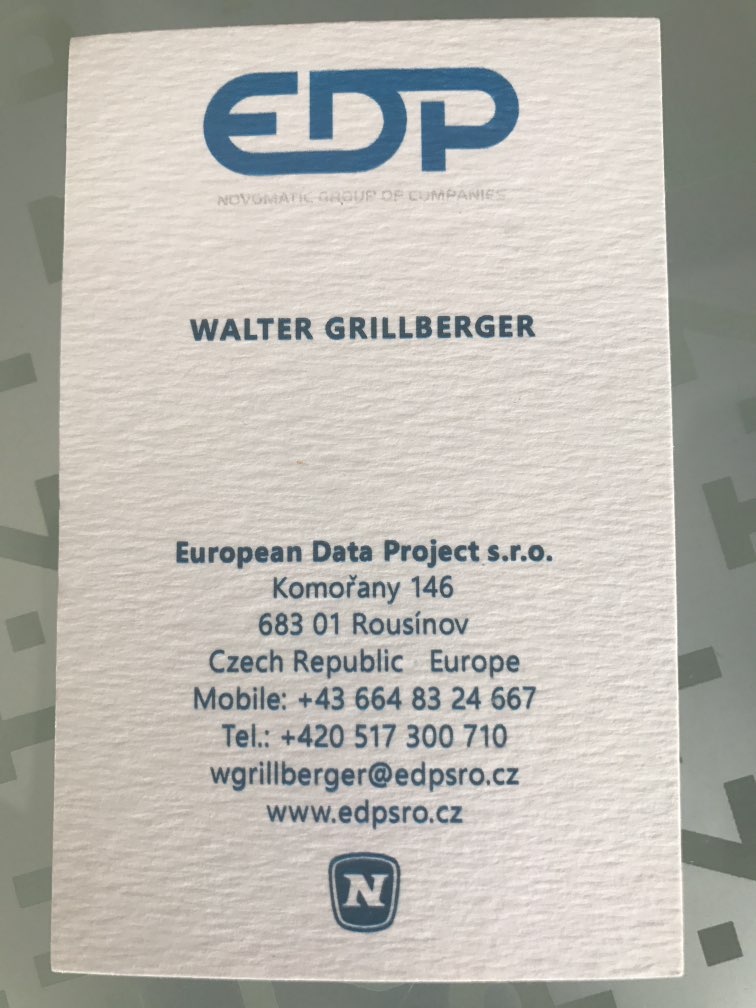 EDP
NOVOMATIC GROUP OF COMPANIES
WALTER GRILLBERGER
European Data Project s.r.o.
Komořany 146
683 01 Rousínov
Czech Republic Europe
Mobile: +43 664 83 24 667
Tel.: +420 517 300 710
wgrillberger@edpsro.cz
www.edpsro.cz
N